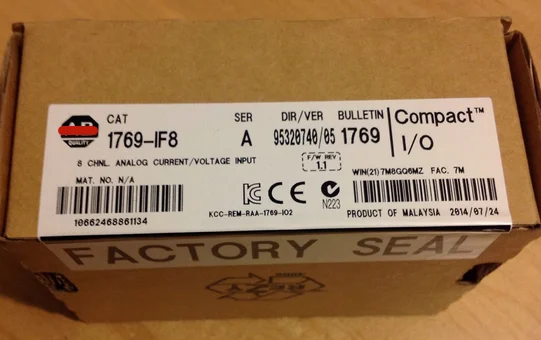 CAT
1769-IF8
SER
A
DIR/VER
95320740/05
BULLETIN
1769
Compact™
I/O
QUALITY
8 CHNL. ANALOG CURRENT/VOLTAGE INPUT
F/W REV
1.1
MAT. NO. N/A
10662468861134
KCC-REM-RAA-1769-IO2
CE
N223
WIN(21)7M8GQ6MZ FAC. 7M
PRODUCT OF MALAYSIA 2014/07/24
FACTORY SEAL